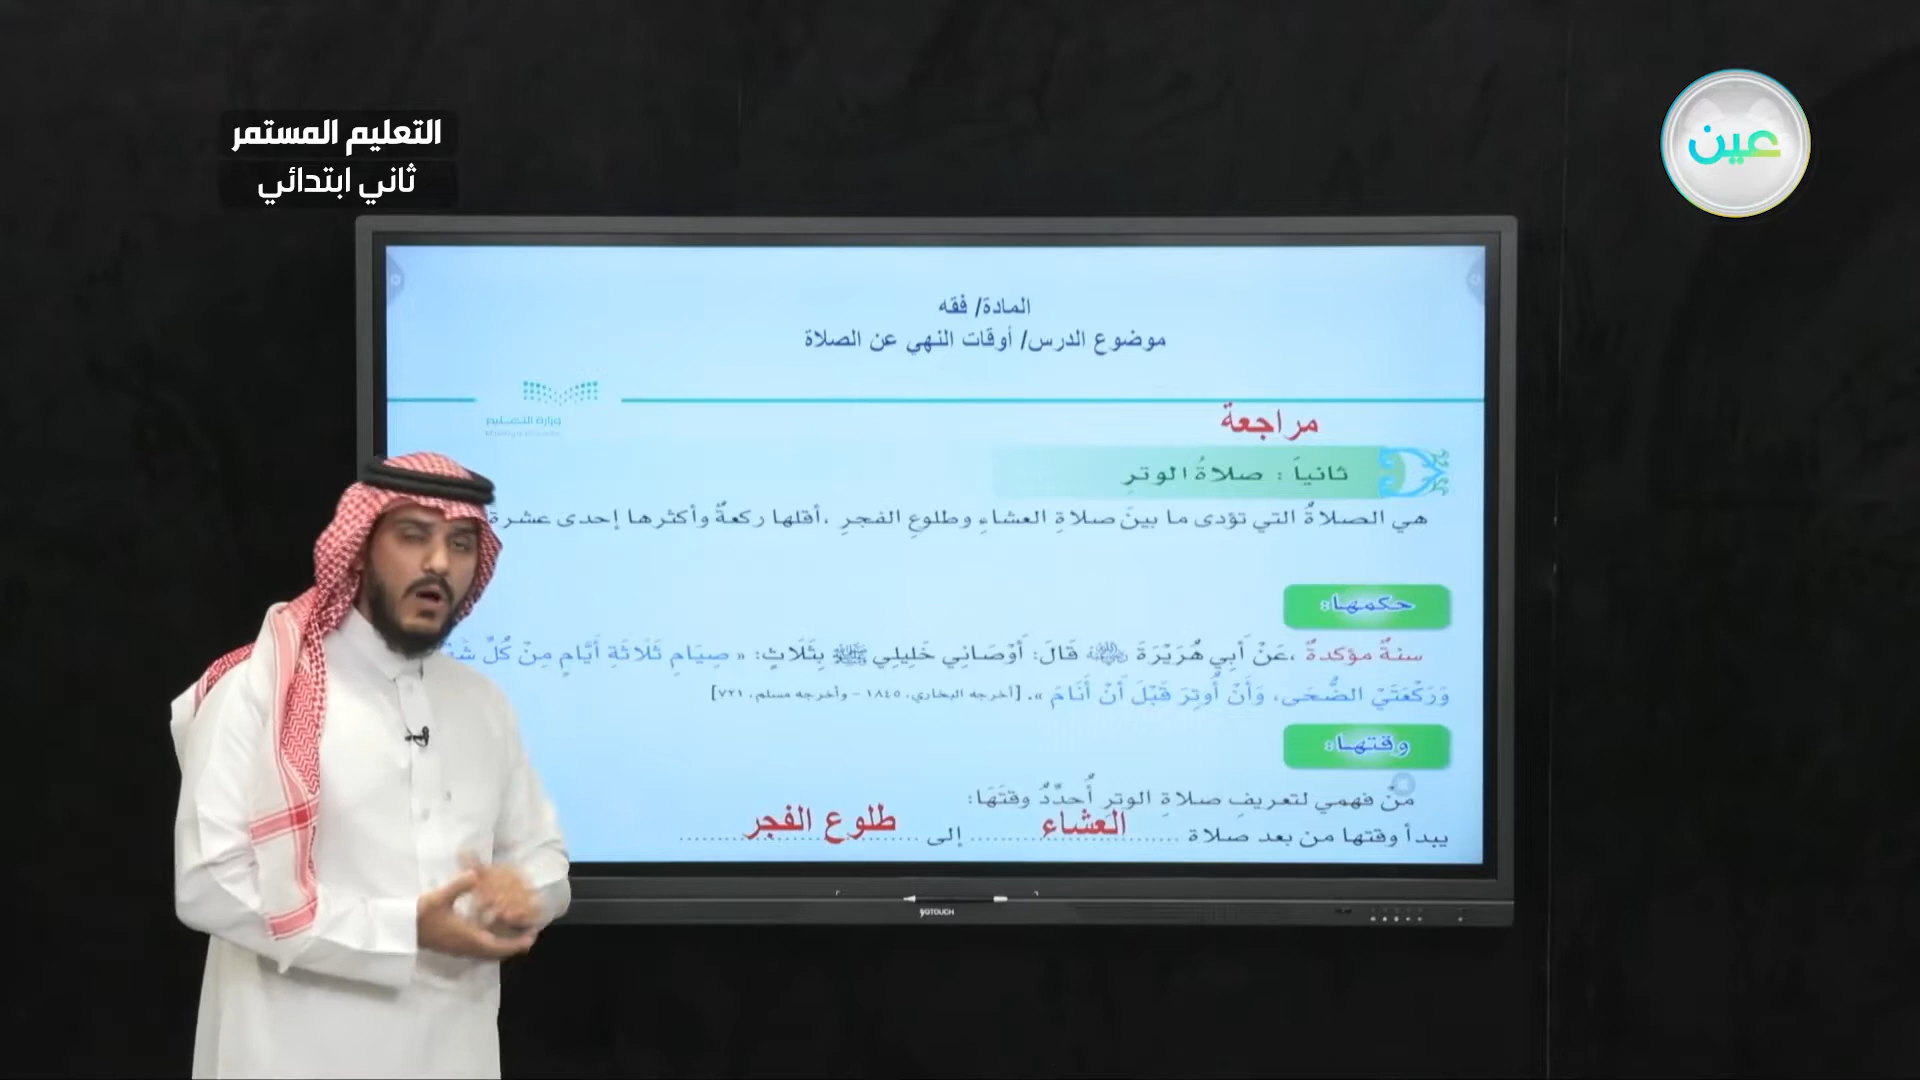 التعليم المستمر
ثاني ابتدائي
عين
المادة/ فقه
موضوع الدرس/ أوقات النهي عن الصلاة
وزارة التعليم
مراجعة
ثانياً : صلاةُ الوترِ
هي الصلاةُ التي تؤدى ما بينَ صلاةِ العشاءِ وطلوعِ الفجرِ ،أقلها ركعةٌ وأكثرها إحدى عشرة
حكمها:
سنةٌ مؤكدةٌ ،عَنْ أَبِي هُرَيْرَةَ ﷺ قَالَ: أَوْصَانِي خَلِيلِي ﷺ بِثَلَاثٍ: « صِيَامِ ثَلَاثَةِ أَيَّامٍ مِنْ كُلِّ
وَرَكْعَتَيْ الضُّحَى، وَأَنْ أُوتِرَ قَبْلَ أَنْ أَنَامَ ». [أخرجه البخاري، ١٨٤٥ - وأخرجه مسلم، ٧٢١]
وقتها:
منْ فهمي لتعريفِ صلاةِ الوترِ أُحدِّدُ وقتَهَا:
يبدأ وقتها من بعد صلاة العشاء إلى طلوع الفجر
iQTOUCH